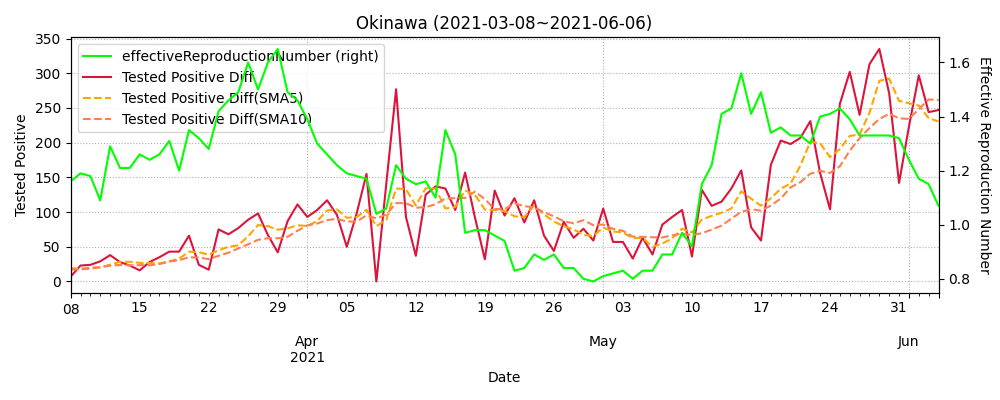 Okinawa (2021-03-08~2021-06-06)
effectiveReproductionNumber (right)
Tested Positive Diff
Tested Positive Diff(SMA5)
Tested Positive Diff(SMA10)
Tested Positive
350
300
250
200
150
100
50
0
1.6
1.4
1.2
1.0
0.8
Effective Reproduction Number
08 15 22 29 05 12 19 26 03 10 17 24 31
Apr May Jun
2021
Date